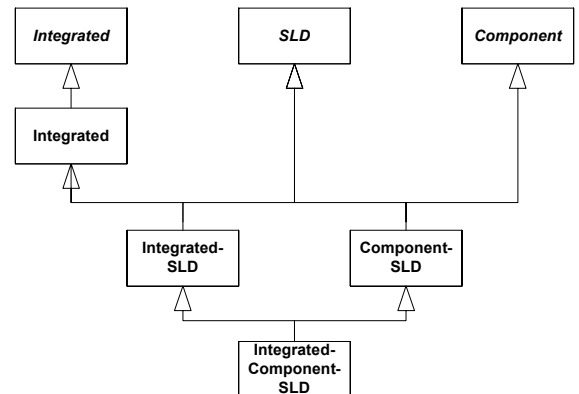 Integrated
SLD
Component
Integrated
Integrated-
SLD
Component-
SLD
Integrated-
Component-
SLD